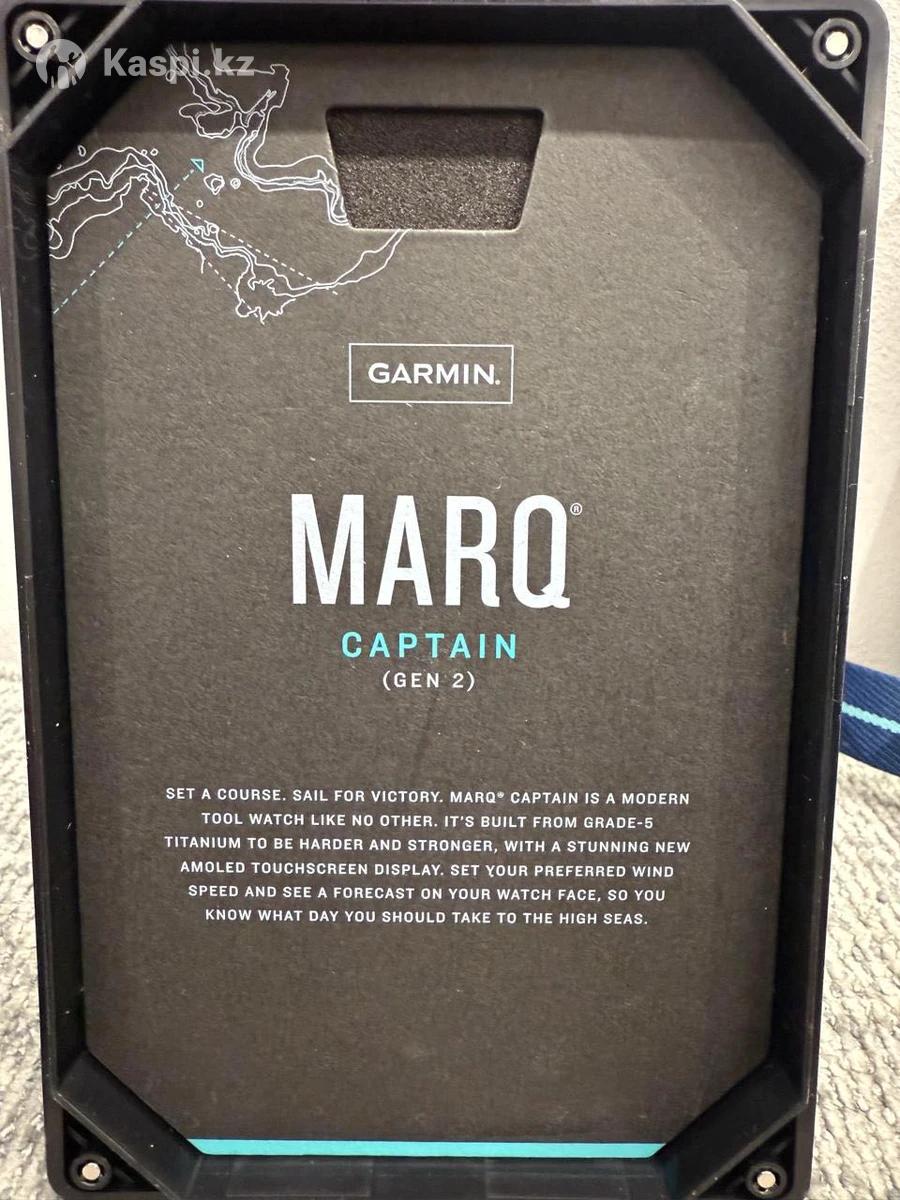 Kaspi.kz
GARMIN.
MARQ®
CAPTAIN
(GEN 2)
SET A COURSE. SAIL FOR VICTORY. MARQ® CAPTAIN IS A MODERN
TOOL WATCH LIKE NO OTHER. IT'S BUILT FROM GRADE-5
TITANIUM TO BE HARDER AND STRONGER, WITH A STUNNING NEW
AMOLED TOUCHSCREEN DISPLAY. SET YOUR PREFERRED WIND
SPEED AND SEE A FORECAST ON YOUR WATCH FACE, SO YOU
KNOW WHAT DAY YOU SHOULD TAKE TO THE HIGH SEAS.